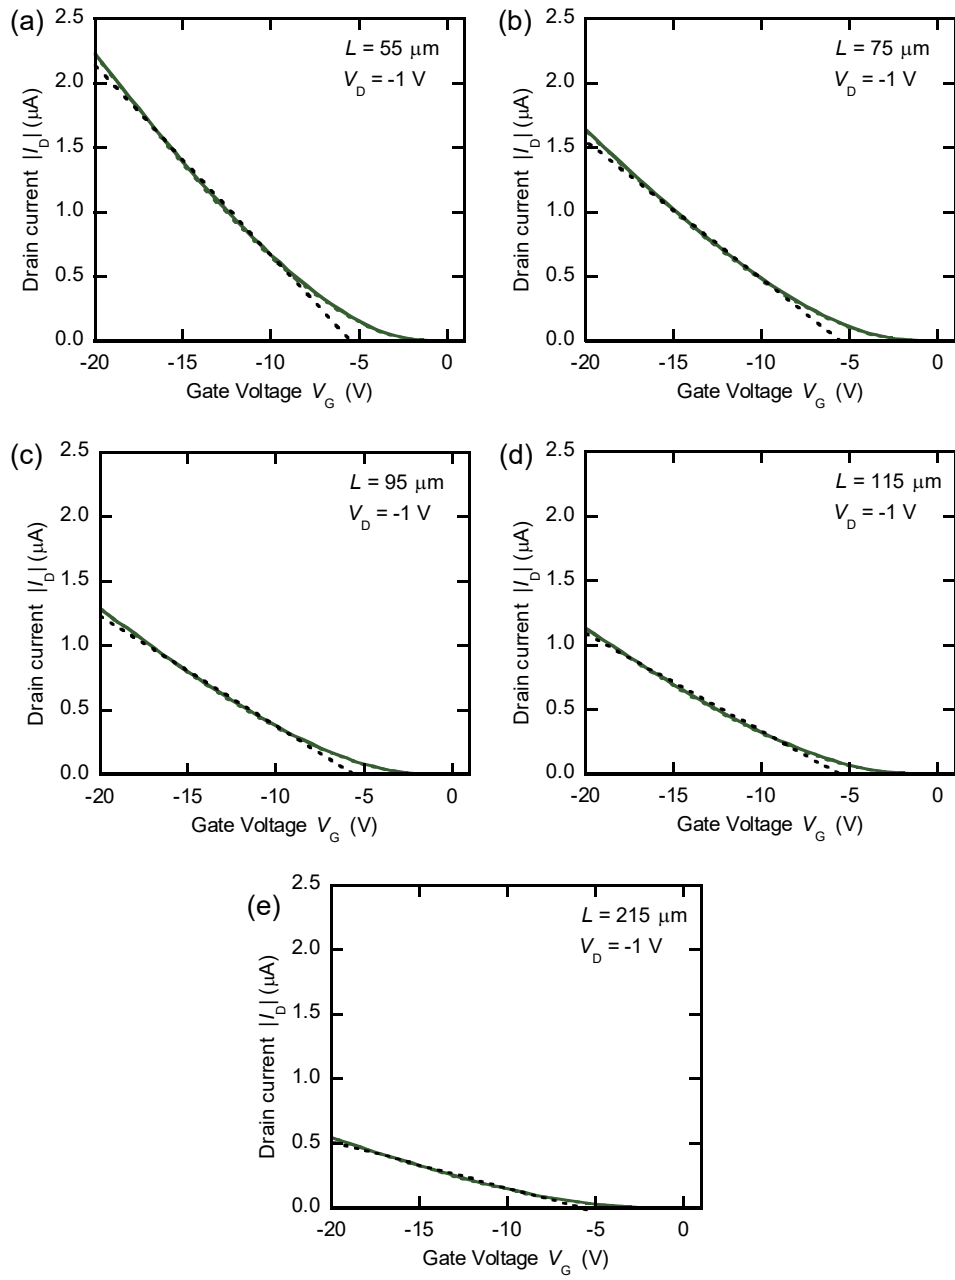 (a)
2.5
2.0
1.5
1.0
0.5
0.0
Drain current |I_D| (μA)
L = 55 μm
V_D = -1 V
-20 -15 -10 -5 0
Gate Voltage V_G (V)
(b)
2.5
2.0
1.5
1.0
0.5
0.0
Drain current |I_D| (μA)
L = 75 μm
V_D = -1 V
-20 -15 -10 -5 0
Gate Voltage V_G (V)
(c)
2.5
2.0
1.5
1.0
0.5
0.0
Drain current |I_D| (μA)
L = 95 μm
V_D = -1 V
-20 -15 -10 -5 0
Gate Voltage V_G (V)
(d)
2.5
2.0
1.5
1.0
0.5
0.0
Drain current |I_D| (μA)
L = 115 μm
V_D = -1 V
-20 -15 -10 -5 0
Gate Voltage V_G (V)
(e)
2.5
2.0
1.5
1.0
0.5
0.0
Drain current |I_D| (μA)
L = 215 μm
V_D = -1 V
-20 -15 -10 -5 0
Gate Voltage V_G (V)